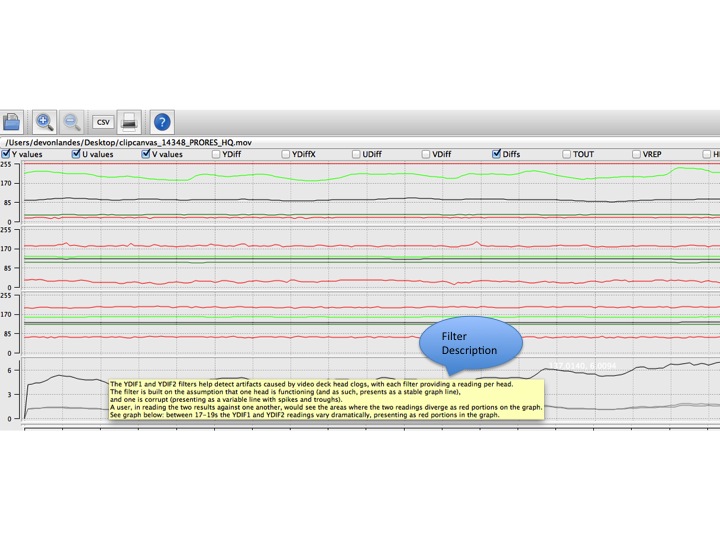 CSV
?
/Users/devonlandes/Desktop/clipcanvas_14348_PRORES_HQ.mov
Y values U values V values YDiff YDiffX UDiff VDiff Diffs TOUT VREP
255
170
85
0
255
170
85
0
255
170
85
0
6
3
0
Filter
Description
The YDIF1 and YDIF2 filters help detect artifacts caused by video deck head clogs, with each filter providing a reading per head.
The filter is built on the assumption that one head is functioning (and as such, presents as a stable graph line),
and one is corrupt (presenting as a variable line with spikes and troughs).
A user, in reading the two results against one another, would see the areas where the two readings diverge as red portions on the graph.
See graph below: between 17-19s the YDIF1 and YDIF2 readings vary dramatically, presenting as red portions in the graph.